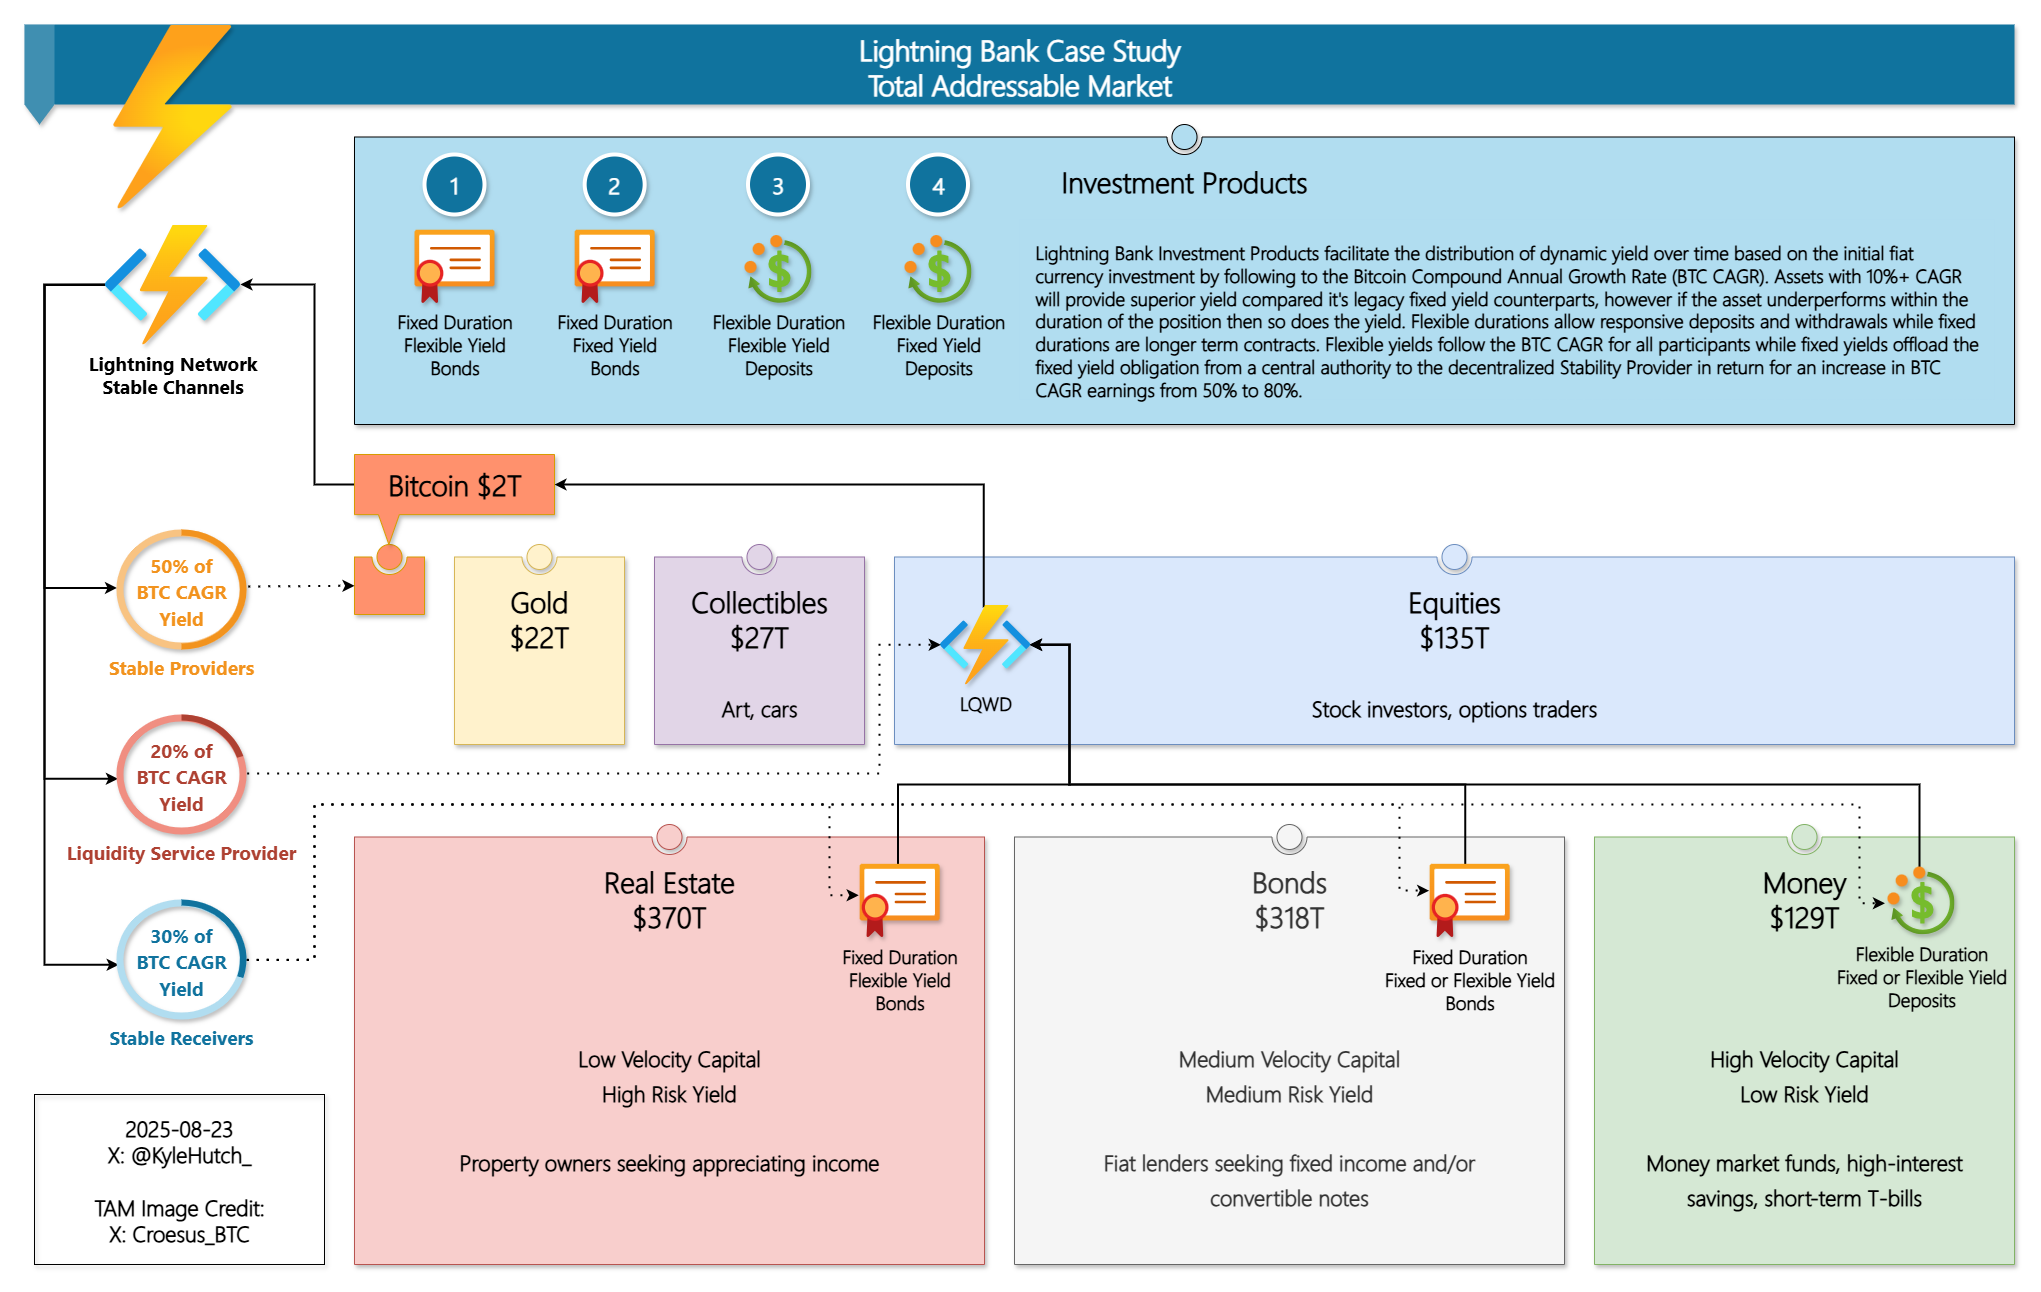 Lightning Bank Case Study
Total Addressable Market
1
2
3
4
Fixed Duration
Flexible Yield
Bonds
Fixed Duration
Fixed Yield
Bonds
Flexible Duration
Flexible Yield
Deposits
Flexible Duration
Fixed Yield
Deposits
Investment Products
Lightning Bank Investment Products facilitate the distribution of dynamic yield over time based on the initial fiat
currency investment by following to the Bitcoin Compound Annual Growth Rate (BTC CAGR). Assets with 10%+ CAGR
will provide superior yield compared it's legacy fixed yield counterparts, however if the asset underperforms within the
duration of the position then so does the yield. Flexible durations allow responsive deposits and withdrawals while fixed
durations are longer term contracts. Flexible yields follow the BTC CAGR for all participants while fixed yields offload the
fixed yield obligation from a central authority to the decentralized Stability Provider in return for an increase in BTC
CAGR earnings from 50% to 80%.
Lightning Network
Stable Channels
Bitcoin $2T
50% of
BTC CAGR
Yield
Stable Providers
Gold
$22T
Collectibles
$27T
Art, cars
LQWD
Equities
$135T
Stock investors, options traders
20% of
BTC CAGR
Yield
Liquidity Service Provider
30% of
BTC CAGR
Yield
Stable Receivers
Real Estate
$370T
Fixed Duration
Flexible Yield
Bonds
Low Velocity Capital
High Risk Yield
Property owners seeking appreciating income
Bonds
$318T
Fixed Duration
Fixed or Flexible Yield
Bonds
Medium Velocity Capital
Medium Risk Yield
Fiat lenders seeking fixed income and/or
convertible notes
Money
$129T
$
Flexible Duration
Fixed or Flexible Yield
Deposits
High Velocity Capital
Low Risk Yield
Money market funds, high-interest
savings, short-term T-bills
2025-08-23
X: @KyleHutch_
TAM Image Credit:
X: Croesus_BTC